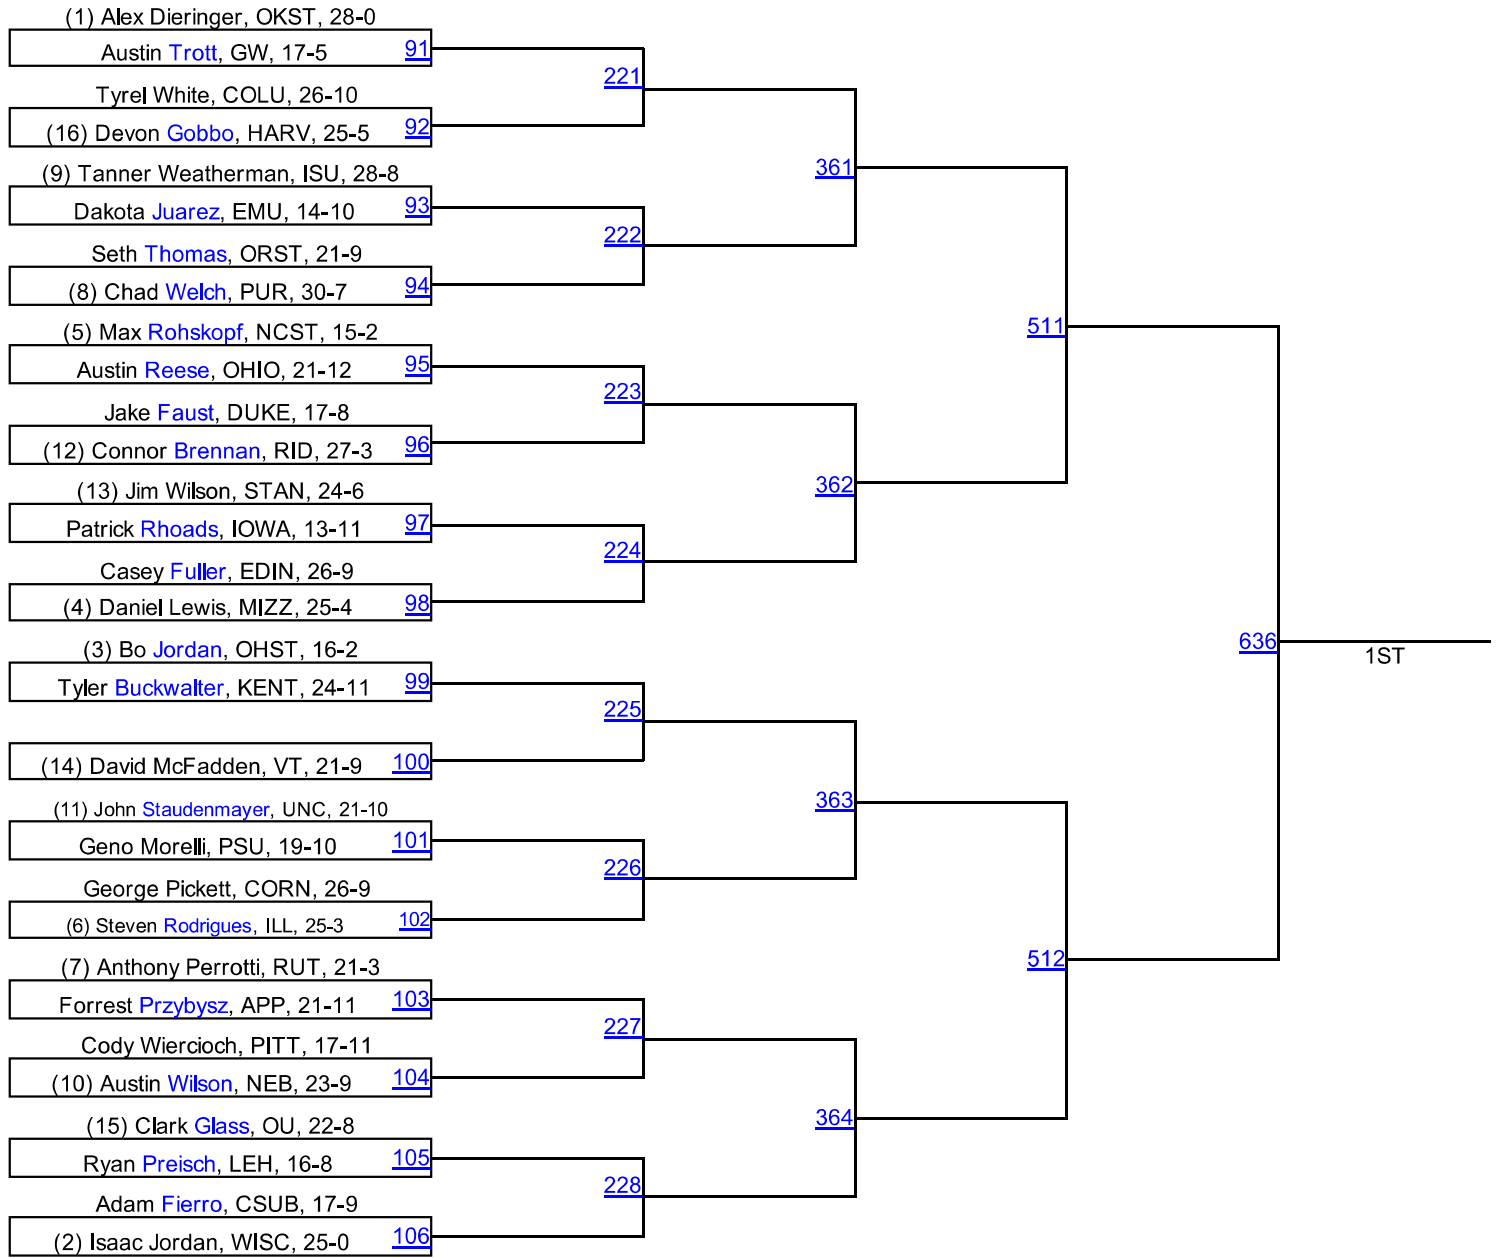 (1) Alex Dieringer, OKST, 28-0
Austin Trott, GW, 17-5
91
221
Tyrel White, COLU, 26-10
(16) Devon Gobbo, HARV, 25-5
92
361
(9) Tanner Weatherman, ISU, 28-8
Dakota Juarez, EMU, 14-10
93
222
Seth Thomas, ORST, 21-9
(8) Chad Welch, PUR, 30-7
94
511
(5) Max Rohskopf, NCST, 15-2
Austin Reese, OHIO, 21-12
95
223
Jake Faust, DUKE, 17-8
(12) Connor Brennan, RID, 27-3
96
362
(13) Jim Wilson, STAN, 24-6
Patrick Rhoads, IOWA, 13-11
97
224
Casey Fuller, EDIN, 26-9
(4) Daniel Lewis, MIZZ, 25-4
98
636
1ST
(3) Bo Jordan, OHST, 16-2
Tyler Buckwalter, KENT, 24-11
99
225
(14) David McFadden, VT, 21-9
100
363
(11) John Staudenmayer, UNC, 21-10
Geno Morelli, PSU, 19-10
101
226
George Pickett, CORN, 26-9
(6) Steven Rodrigues, ILL, 25-3
102
512
(7) Anthony Perrotti, RUT, 21-3
Forrest Przybysz, APP, 21-11
103
227
Cody Wiercioch, PITT, 17-11
(10) Austin Wilson, NEB, 23-9
104
364
(15) Clark Glass, OU, 22-8
Ryan Preisch, LEH, 16-8
105
228
Adam Fierro, CSUB, 17-9
(2) Isaac Jordan, WISC, 25-0
106